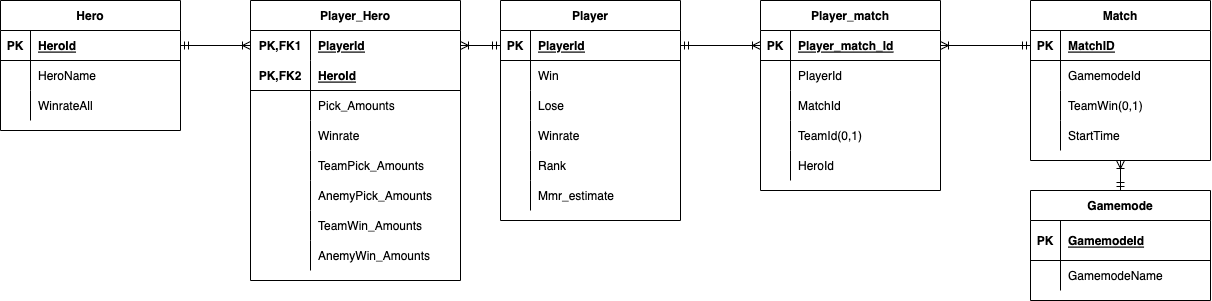 Hero
PK HeroId
HeroName
WinrateAll
Player_Hero
PK,FK1 PlayerId
PK,FK2 HeroId
Pick_Amounts
Winrate
TeamPick_Amounts
AnemyPick_Amounts
TeamWin_Amounts
AnemyWin_Amounts
Player
PK PlayerId
Win
Lose
Winrate
Rank
Mmr_estimate
Player_match
PK Player_match_Id
PlayerId
MatchId
TeamId(0,1)
HeroId
Match
PK MatchID
GamemodeId
TeamWin(0,1)
StartTime
Gamemode
PK GamemodeId
GamemodeName